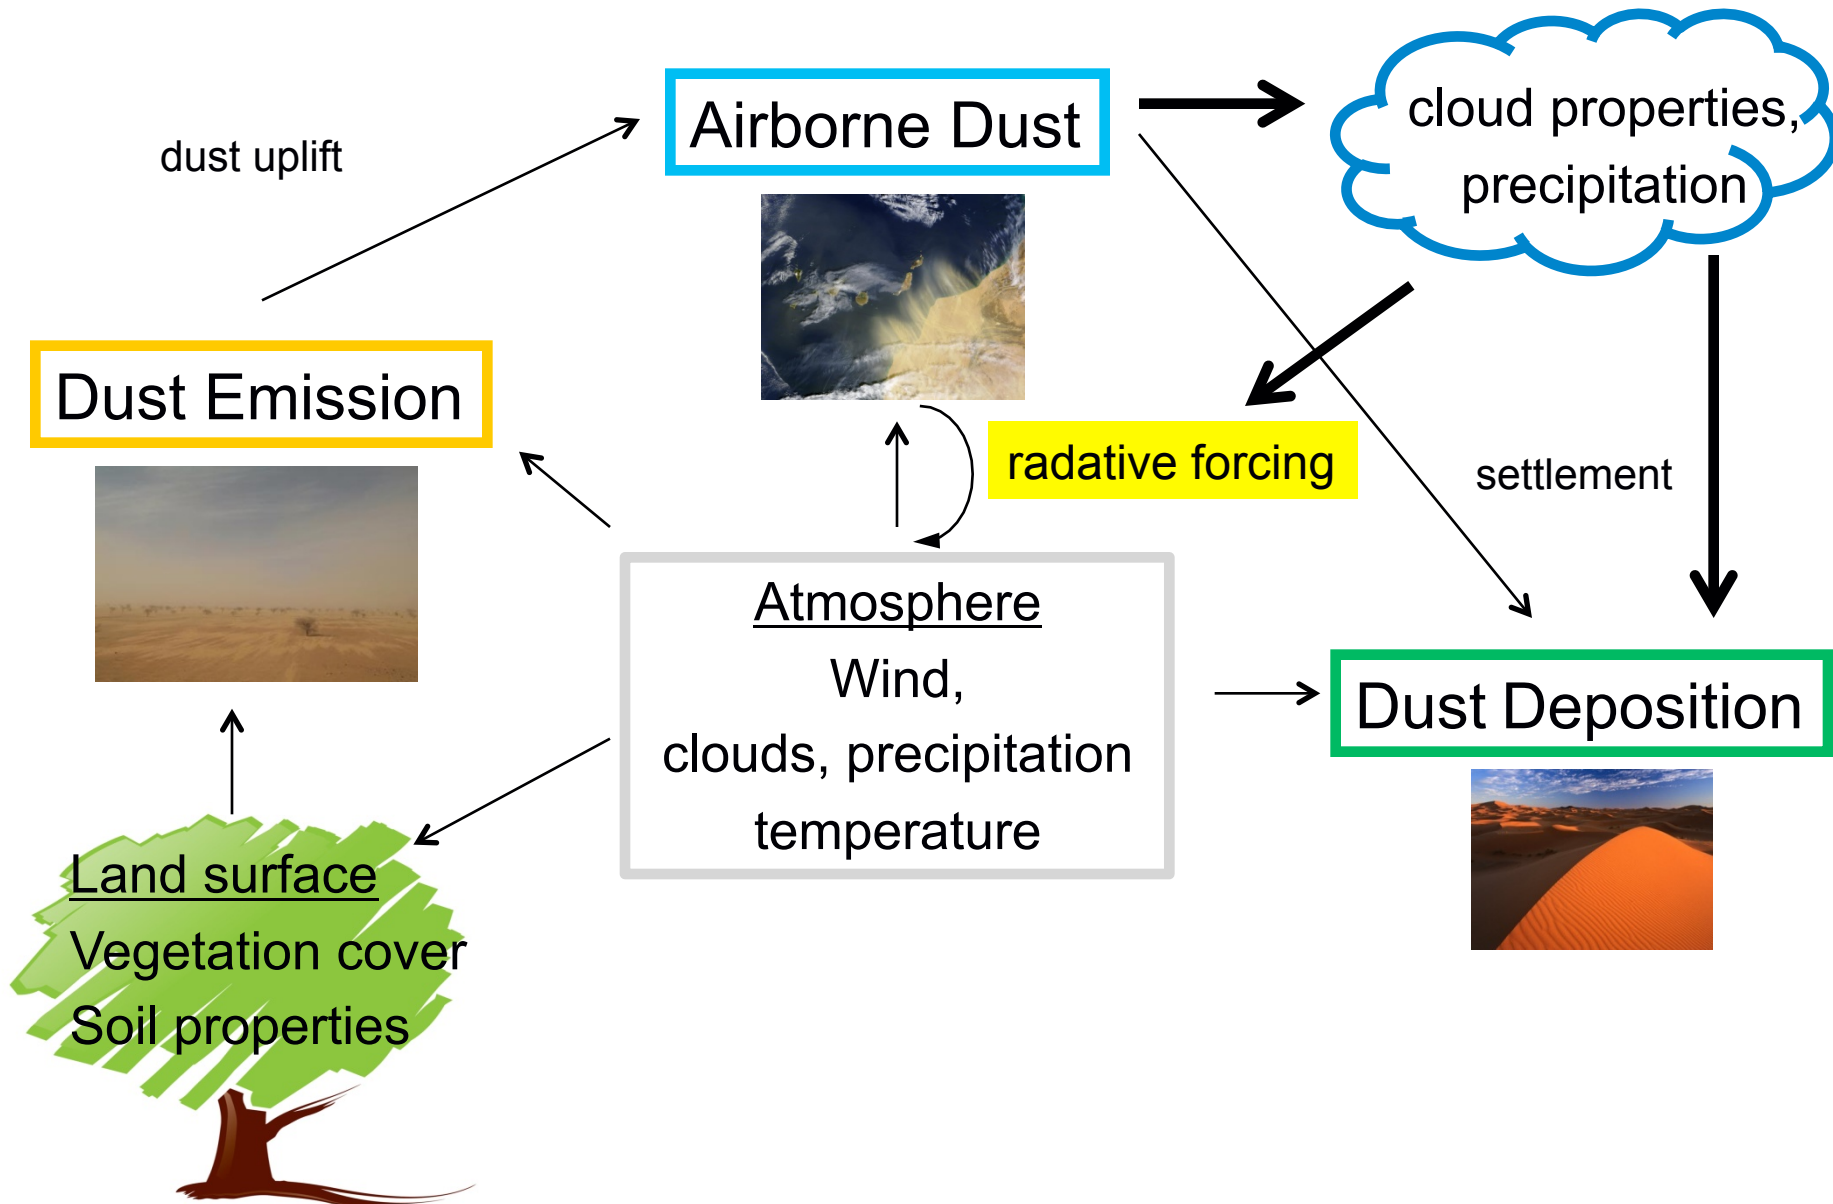 cloud properties,
precipitation
Airborne Dust
dust uplift
Dust Emission
radative forcing
settlement
Atmosphere
Wind,
clouds, precipitation
temperature
Dust Deposition
Land surface
Vegetation cover
Soil properties